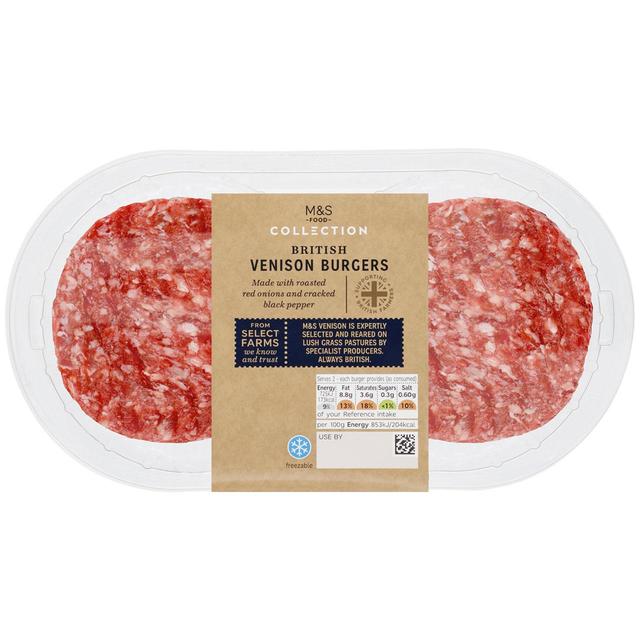 M&S
FOOD
COLLECTION
BRITISH
VENISON BURGERS
Made with roasted
red onions and cracked
black pepper
SUPPORTING BRITISH FARMERS
FROM
SELECT
FARMS
we know
and trust
M&S VENISON IS EXPERTLY
SELECTED AND REARED ON
LUSH GRASS PASTURES BY
SPECIALIST PRODUCERS.
ALWAYS BRITISH.
Serves 2 - each burger provides (as consumed)
Energy Fat Saturates Sugars Salt
725kJ 8.8g 3.6g 0.3g 0.60g
173kcal
9% 13% 18% <1% 10%
of your Reference intake
per 100g Energy 853kJ/204kcal
USE BY
freezable